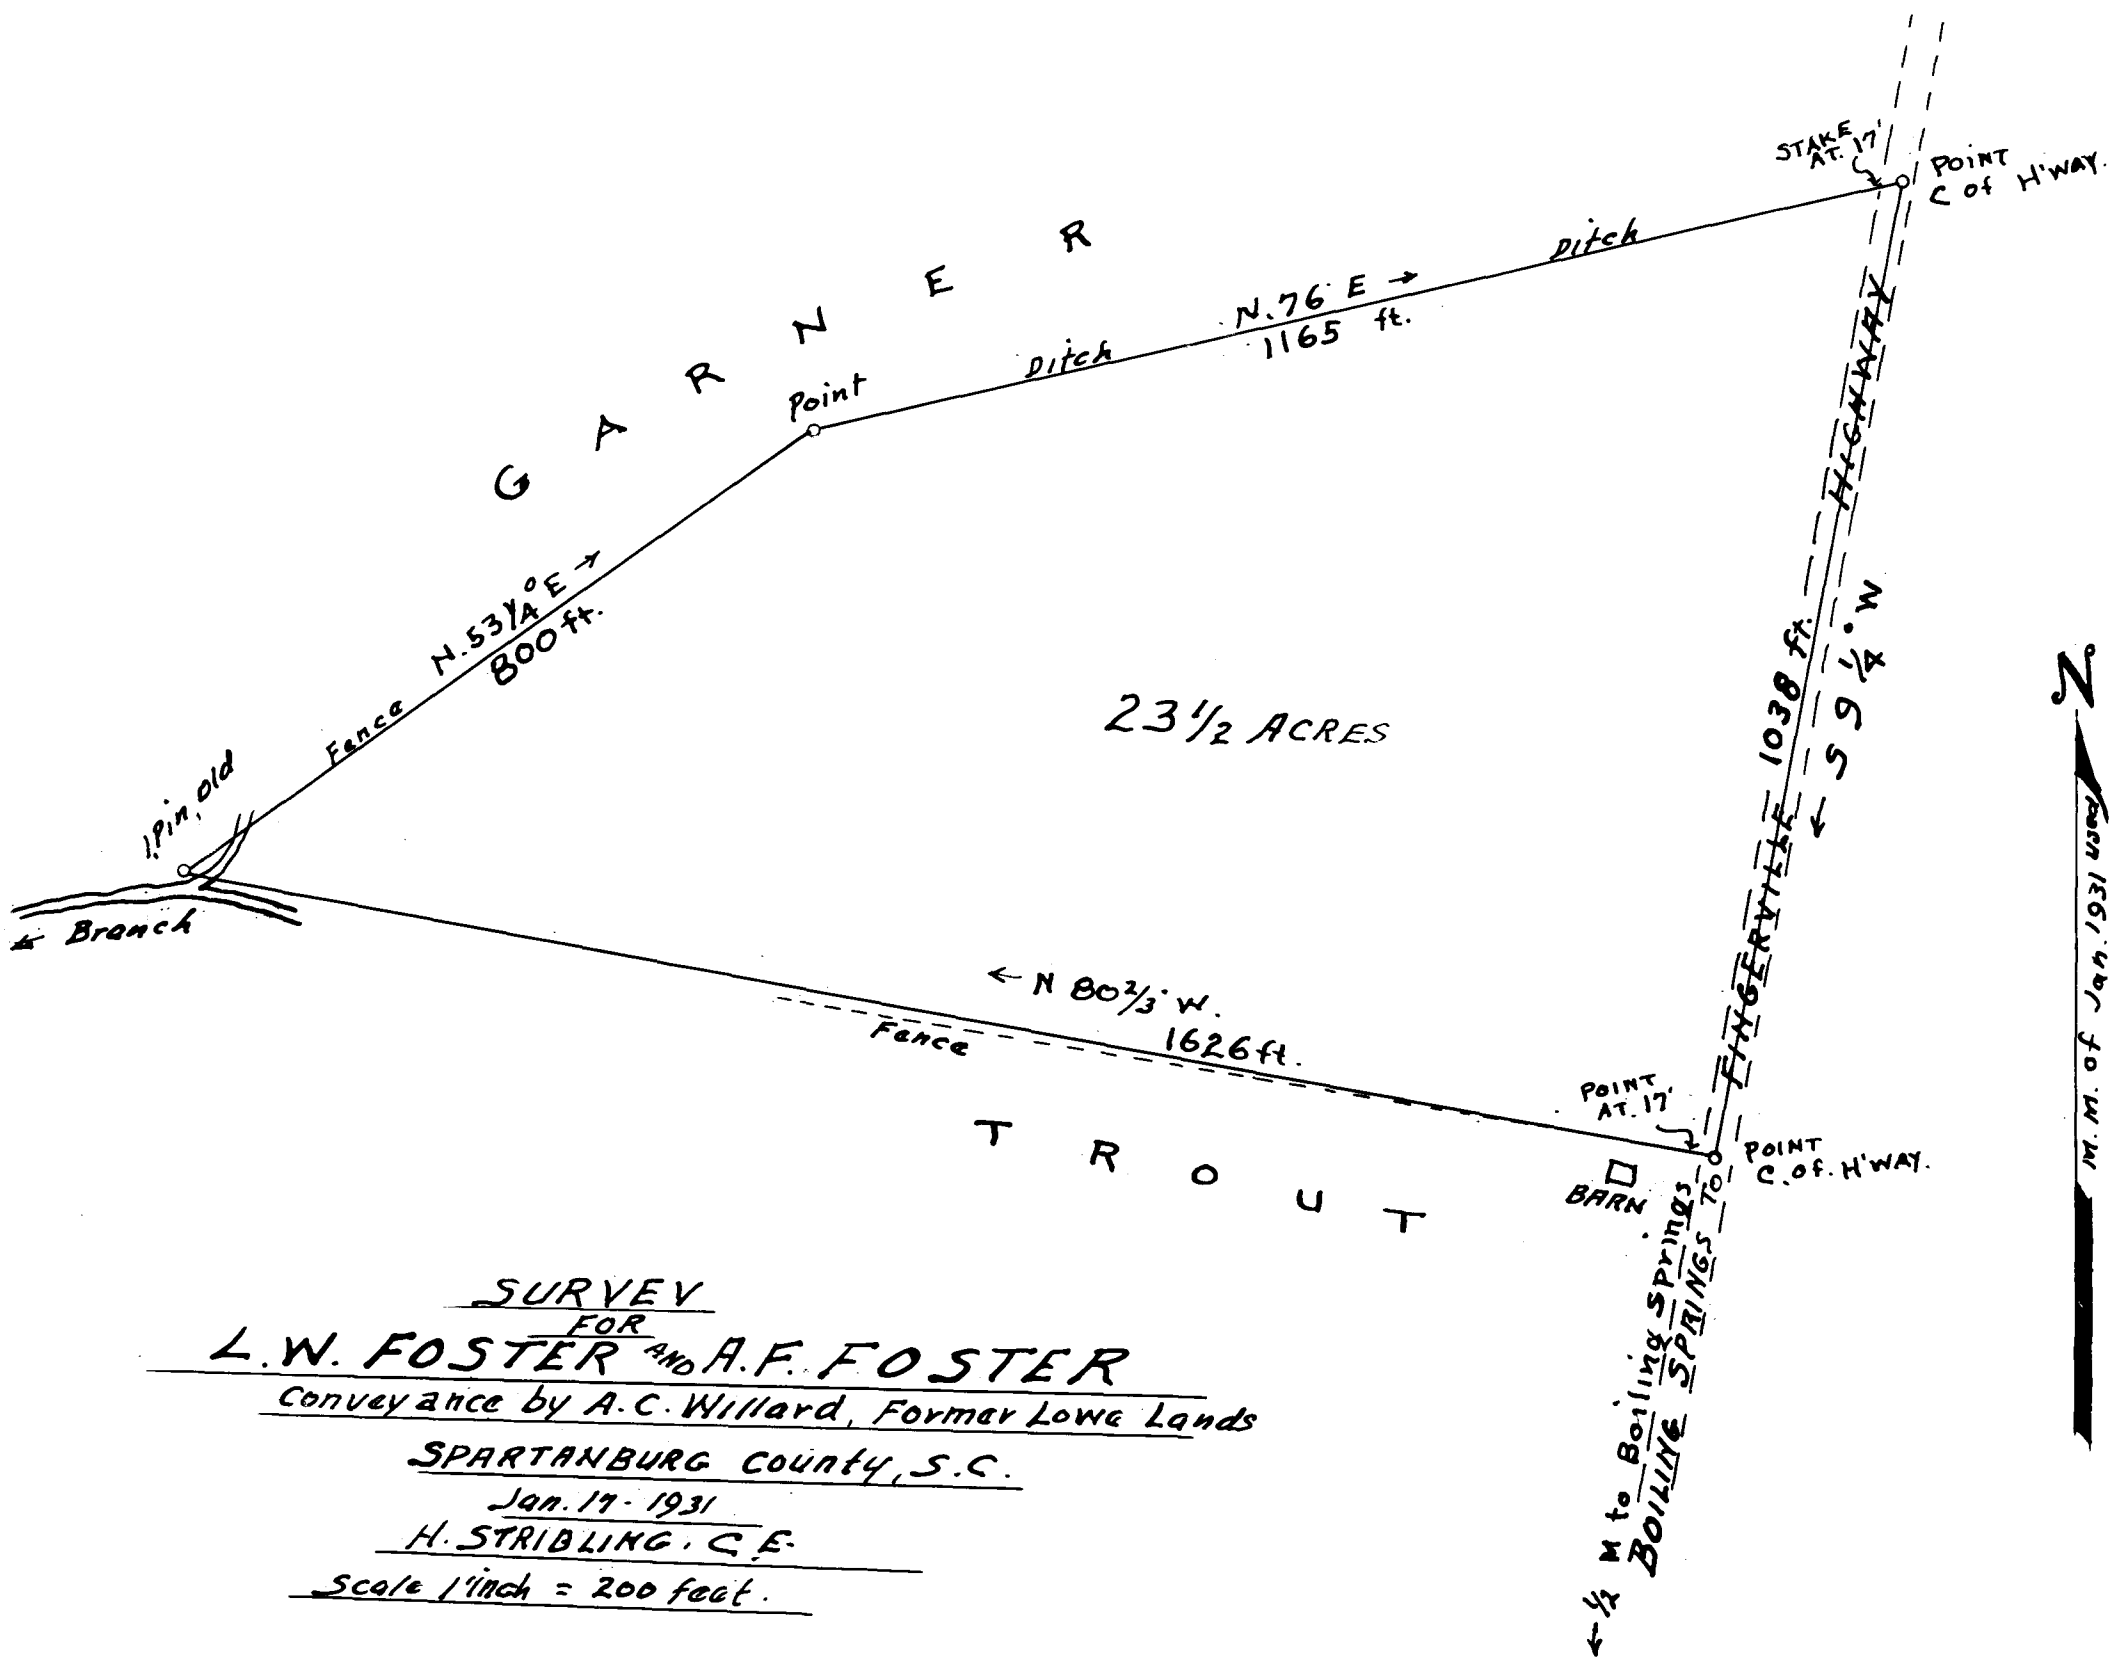 STAKE
AT. 17'
POINT
C of H'WAY.
GARNER
Ditch
N. 76° E →
1165 ft.
Ditch
Point
N. 53 1/4° E →
800 ft.
Fence
I. Pin, Old
← Branch
23 1/2 ACRES
BOILING SPRINGS TO FINGERVILLE HIGHWAY
1038 ft.
← S 9 1/4° W
N
M. M. of Jan. 1931
← N 80 2/3° W.
1626 ft.
Fence
TROUT
POINT
AT. 17'
POINT
C. of. H'WAY.
BARN
← 1/2 M to Boiling Springs
SURVEY
FOR
L. W. FOSTER AND A. F. FOSTER
Conveyance by A. C. Willard, Former Lowe Lands
SPARTANBURG County, S. C.
Jan. 17 - 1931
H. STRIBLING. C. E.
Scale 1 inch = 200 feet.